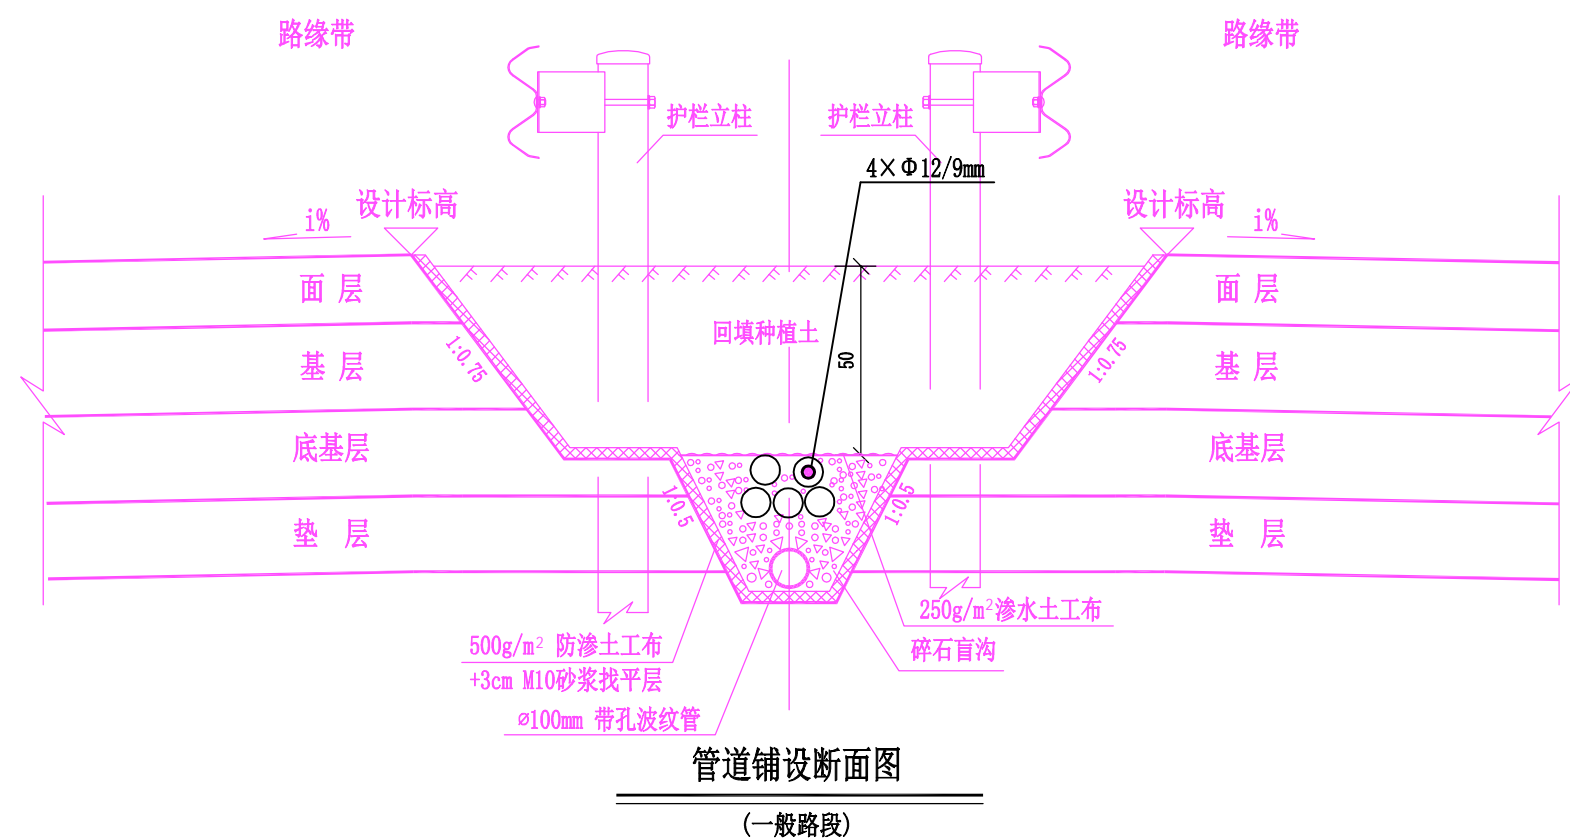 路缘带
路缘带
护栏立柱
护栏立柱
4×Φ12/9mm
设计标高
设计标高
i%
i%
面 层
面 层
回填种植土
50
1:0.75
1:0.75
基 层
基 层
底基层
底基层
1:0.5
1:0.5
垫 层
垫 层
250g/m² 渗水土工布
500g/m² 防渗土工布
碎石盲沟
+3cm M10砂浆找平层
⌀100mm 带孔波纹管
管道铺设断面图
(一般路段)